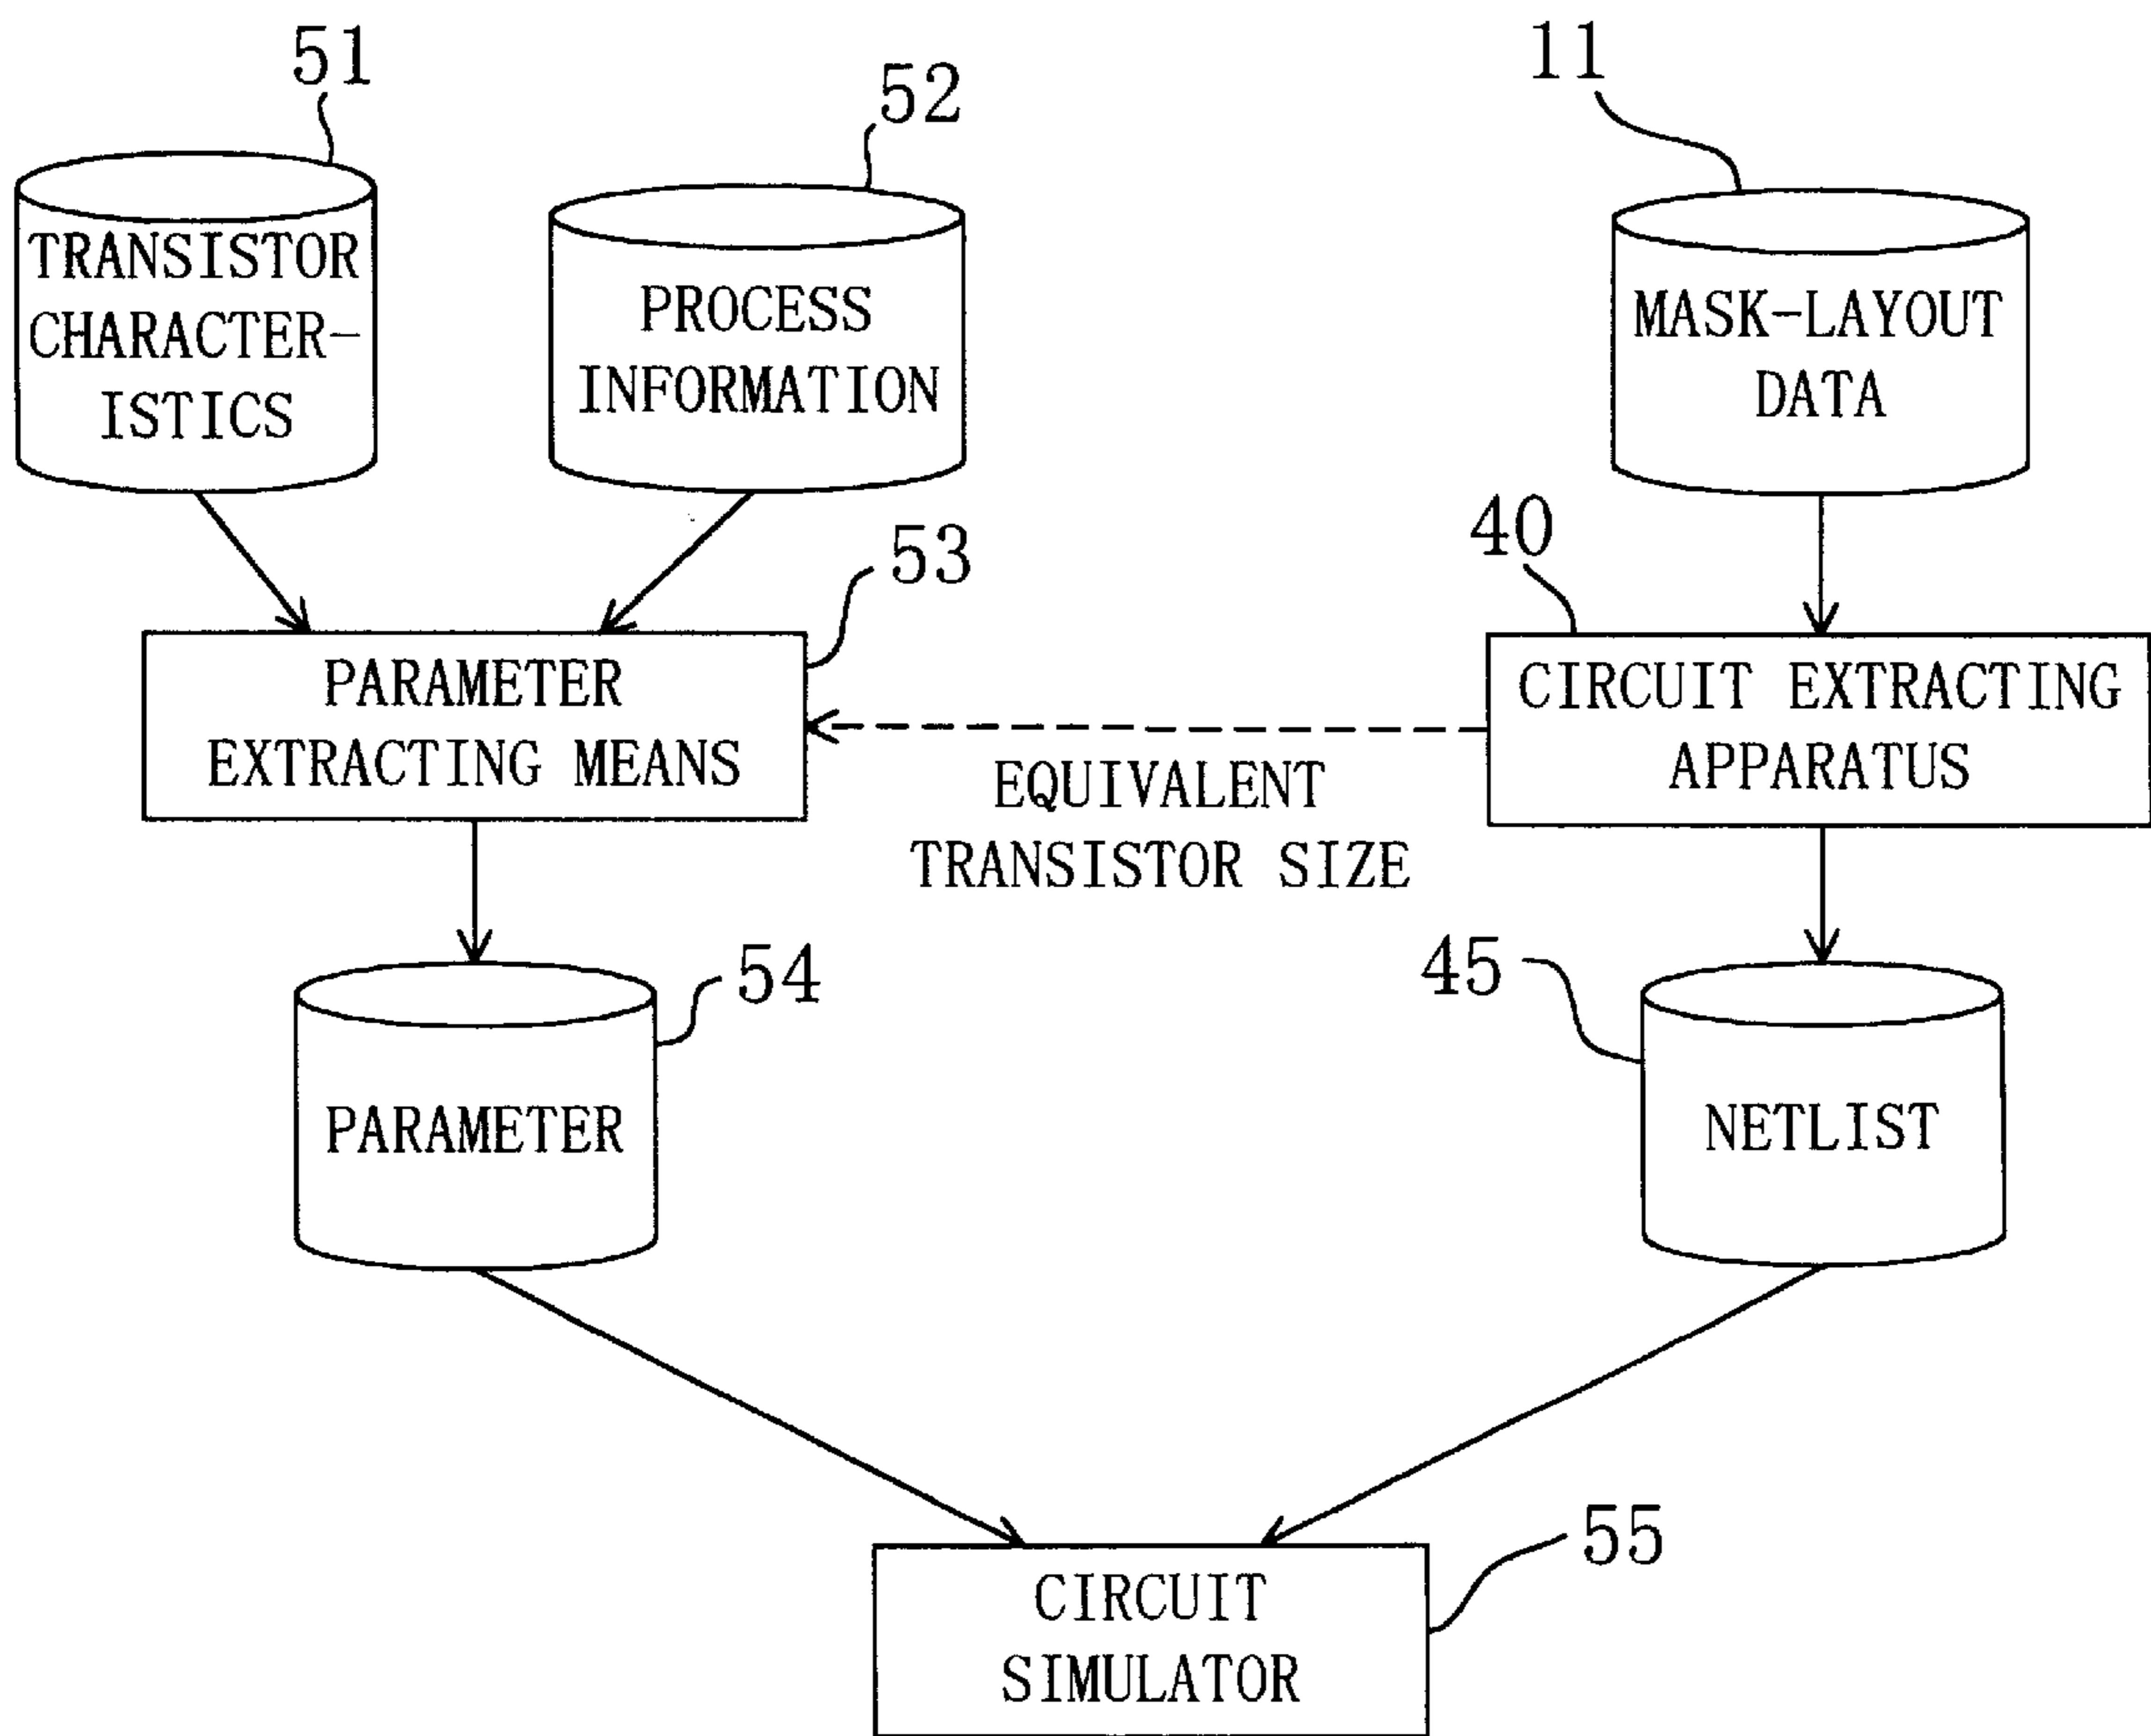 51
52
11
TRANSISTOR
CHARACTER-
ISTICS
PROCESS
INFORMATION
MASK-LAYOUT
DATA
53
40
PARAMETER
EXTRACTING MEANS
CIRCUIT EXTRACTING
APPARATUS
EQUIVALENT
TRANSISTOR SIZE
54
45
PARAMETER
NETLIST
55
CIRCUIT
SIMULATOR